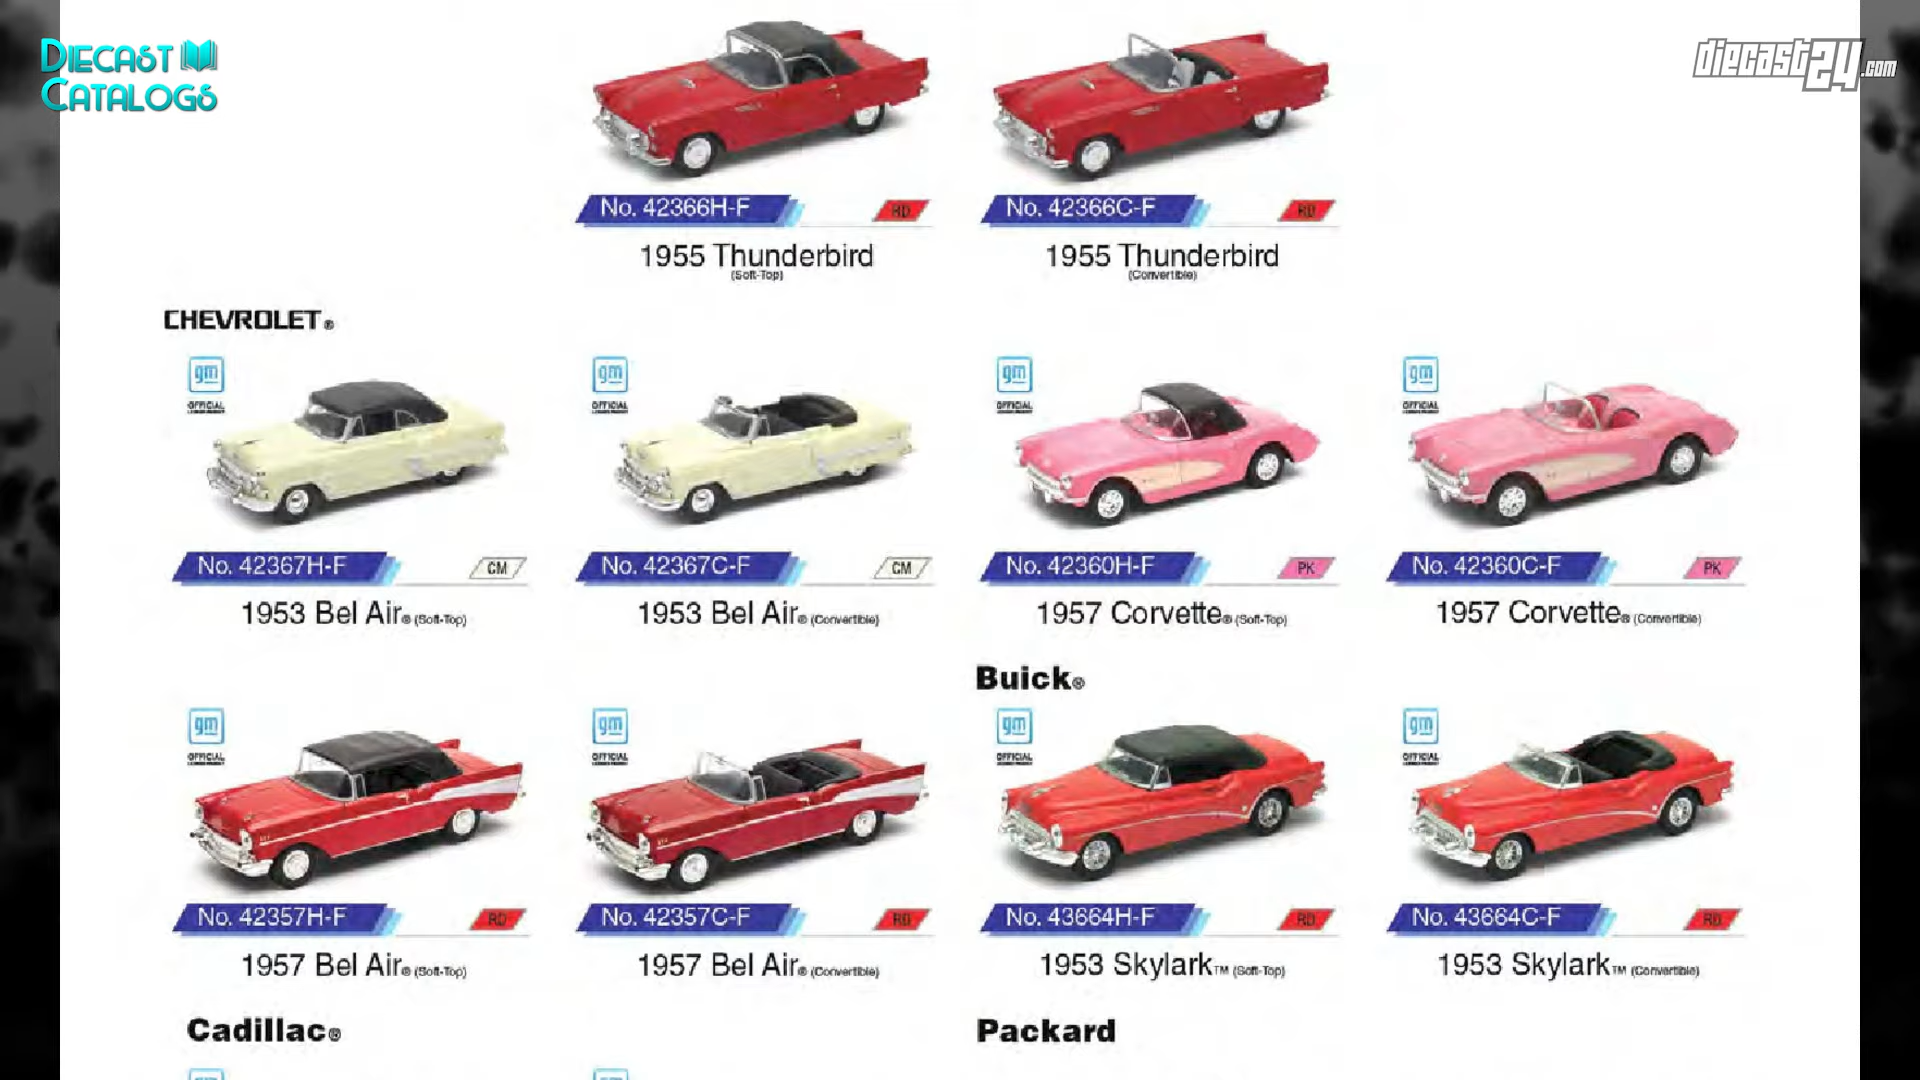 DIECAST
CATALOGS
diecast24.com
No. 42366H-F RD
No. 42366C-F RD
1955 Thunderbird
(Soft-Top)
1955 Thunderbird
(Convertible)
CHEVROLET®
gm
OFFICIAL
gm
OFFICIAL
gm
OFFICIAL
gm
OFFICIAL
No. 42367H-F CM
No. 42367C-F CM
No. 42360H-F PK
No. 42360C-F PK
1953 Bel Air® (Soft-Top)
1953 Bel Air® (Convertible)
1957 Corvette® (Soft-Top)
1957 Corvette® (Convertible)
Buick®
gm
OFFICIAL
gm
OFFICIAL
gm
OFFICIAL
gm
OFFICIAL
No. 42357H-F RD
No. 42357C-F RD
No. 43664H-F RD
No. 43664C-F RD
1957 Bel Air® (Soft-Top)
1957 Bel Air® (Convertible)
1953 Skylark™ (Soft-Top)
1953 Skylark™ (Convertible)
Cadillac®
Packard